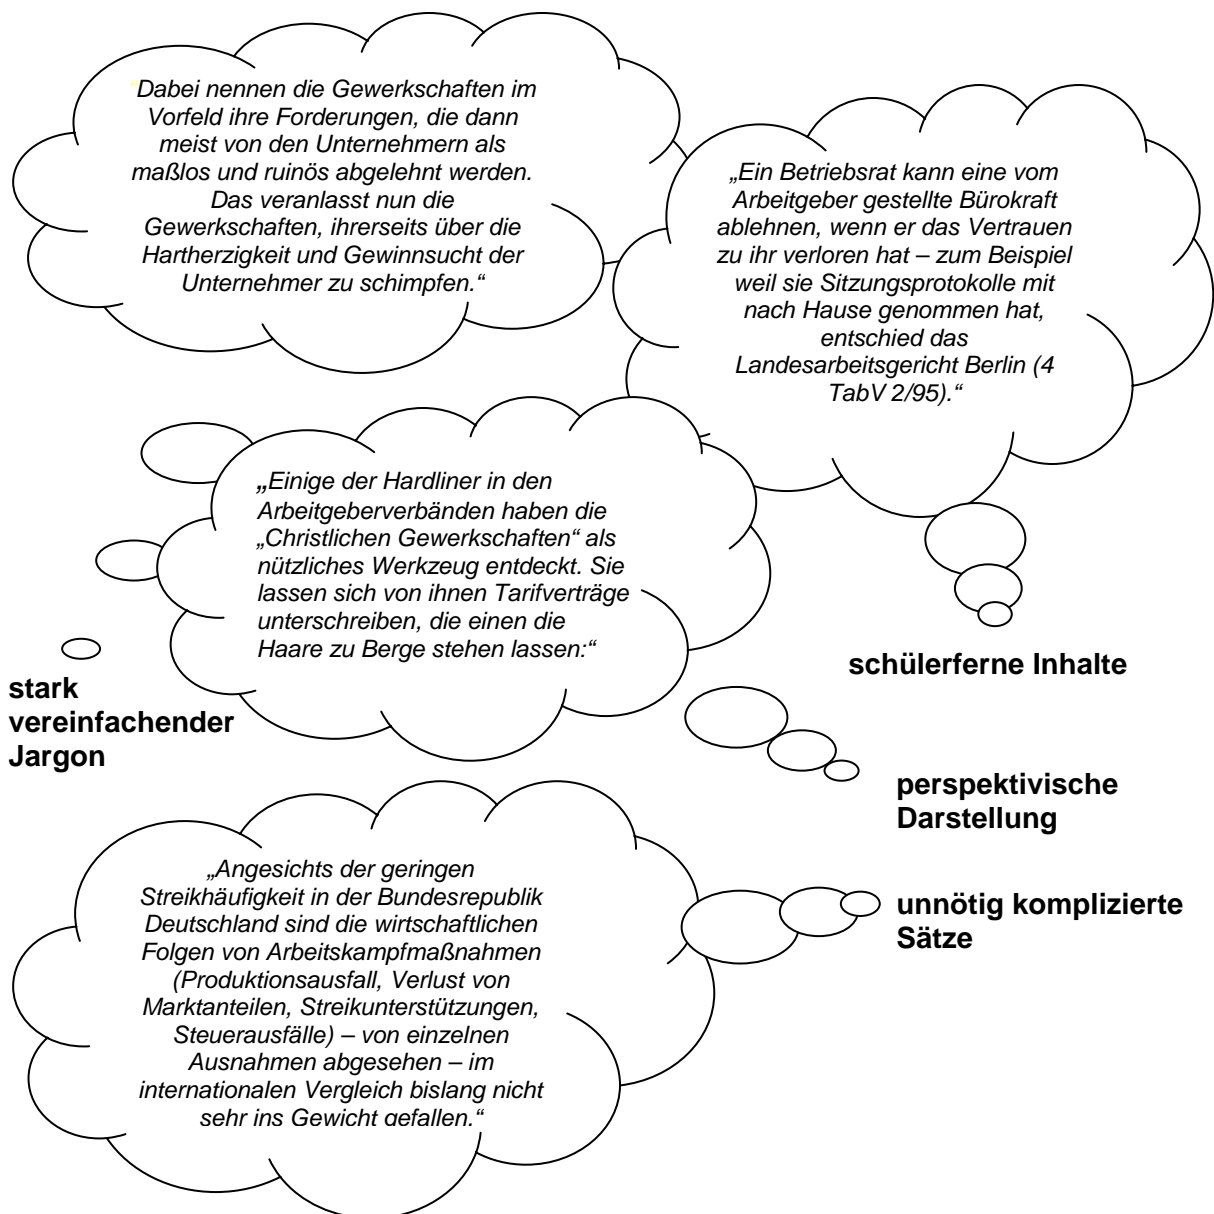 “Dabei nennen die Gewerkschaften im
Vorfeld ihre Forderungen, die dann
meist von den Unternehmern als
maßlos und ruinös abgelehnt werden.
Das veranlasst nun die
Gewerkschaften, ihrerseits über die
Hartherzigkeit und Gewinnsucht der
Unternehmer zu schimpfen.“
„Ein Betriebsrat kann eine vom
Arbeitgeber gestellte Bürokraft
ablehnen, wenn er das Vertrauen
zu ihr verloren hat – zum Beispiel
weil sie Sitzungsprotokolle mit
nach Hause genommen hat,
entschied das
Landesarbeitsgericht Berlin (4
TabV 2/95).“
„Einige der Hardliner in den
Arbeitgeberverbänden haben die
„Christlichen Gewerkschaften“ als
nützliches Werkzeug entdeckt. Sie
lassen sich von ihnen Tarifverträge
unterschreiben, die einen die
Haare zu Berge stehen lassen:“
schülerferne Inhalte
stark
vereinfachender
Jargon
perspektivische
Darstellung
„Angesichts der geringen
Streikhäufigkeit in der Bundesrepublik
Deutschland sind die wirtschaftlichen
Folgen von Arbeitskampfmaßnahmen
(Produktionsausfall, Verlust von
Marktanteilen, Streikunterstützungen,
Steuerausfälle) – von einzelnen
Ausnahmen abgesehen – im
internationalen Vergleich bislang nicht
sehr ins Gewicht gefallen.“
unnötig komplizierte
Sätze